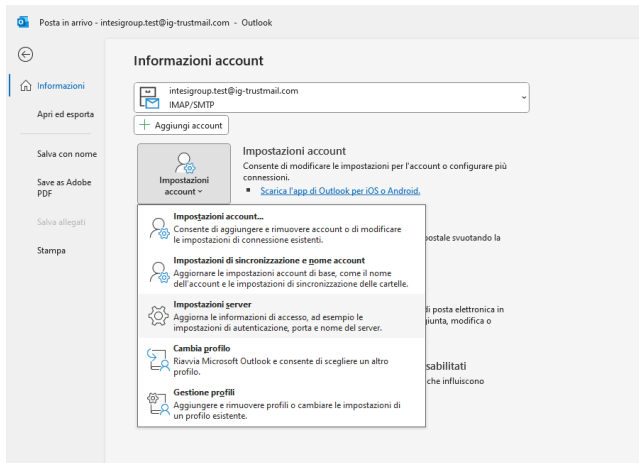 Posta in arrivo - intesigroup.test@ig-trustmail.com - Outlook
Informazioni account
Informazioni
Apri ed esporta
Salva con nome
Save as Adobe
PDF
Salva allegati
Stampa
intesigroup.test@ig-trustmail.com
IMAP/SMTP
Aggiungi account
Impostazioni
account
Impostazioni account
Consente di modificare le impostazioni per l'account o configurare più
connessioni.
Scarica l'app di Outlook per iOS o Android.
Impostazioni account...
Consente di aggiungere e rimuovere account o di modificare
le impostazioni di connessione esistenti.
Impostazioni di sincronizzazione e nome account
Aggiornare le impostazioni account di base, come il nome
dell'account e le impostazioni di sincronizzazione delle cartelle.
Impostazioni server
Aggiorna le informazioni di accesso, ad esempio le
impostazioni di autenticazione, porta e nome del server.
Cambia profilo
Riavvia Microsoft Outlook e consente di scegliere un altro
profilo.
Gestione profili
Aggiungere e rimuovere profili o cambiare le impostazioni di
un profilo esistente.
postale svuotando la
di posta elettronica in
giunta, modifica o
sabilitati
che influiscono